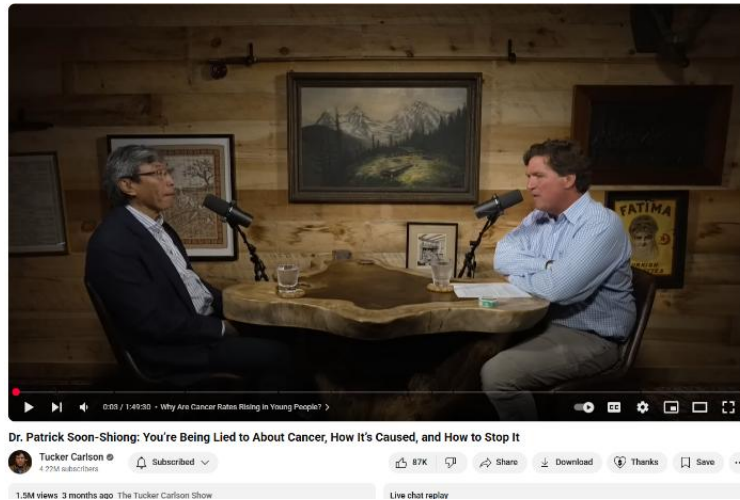 FATIMA
0:03 / 1:49:30 • Why Are Cancer Rates Rising in Young People?
CC
Dr. Patrick Soon-Shiong: You're Being Lied to About Cancer, How It's Caused, and How to Stop It
Tucker Carlson
4.22M subscribers
Subscribed
87K
Share
Download
Thanks
Save
1.5M views 3 months ago The Tucker Carlson Show
Live chat replay